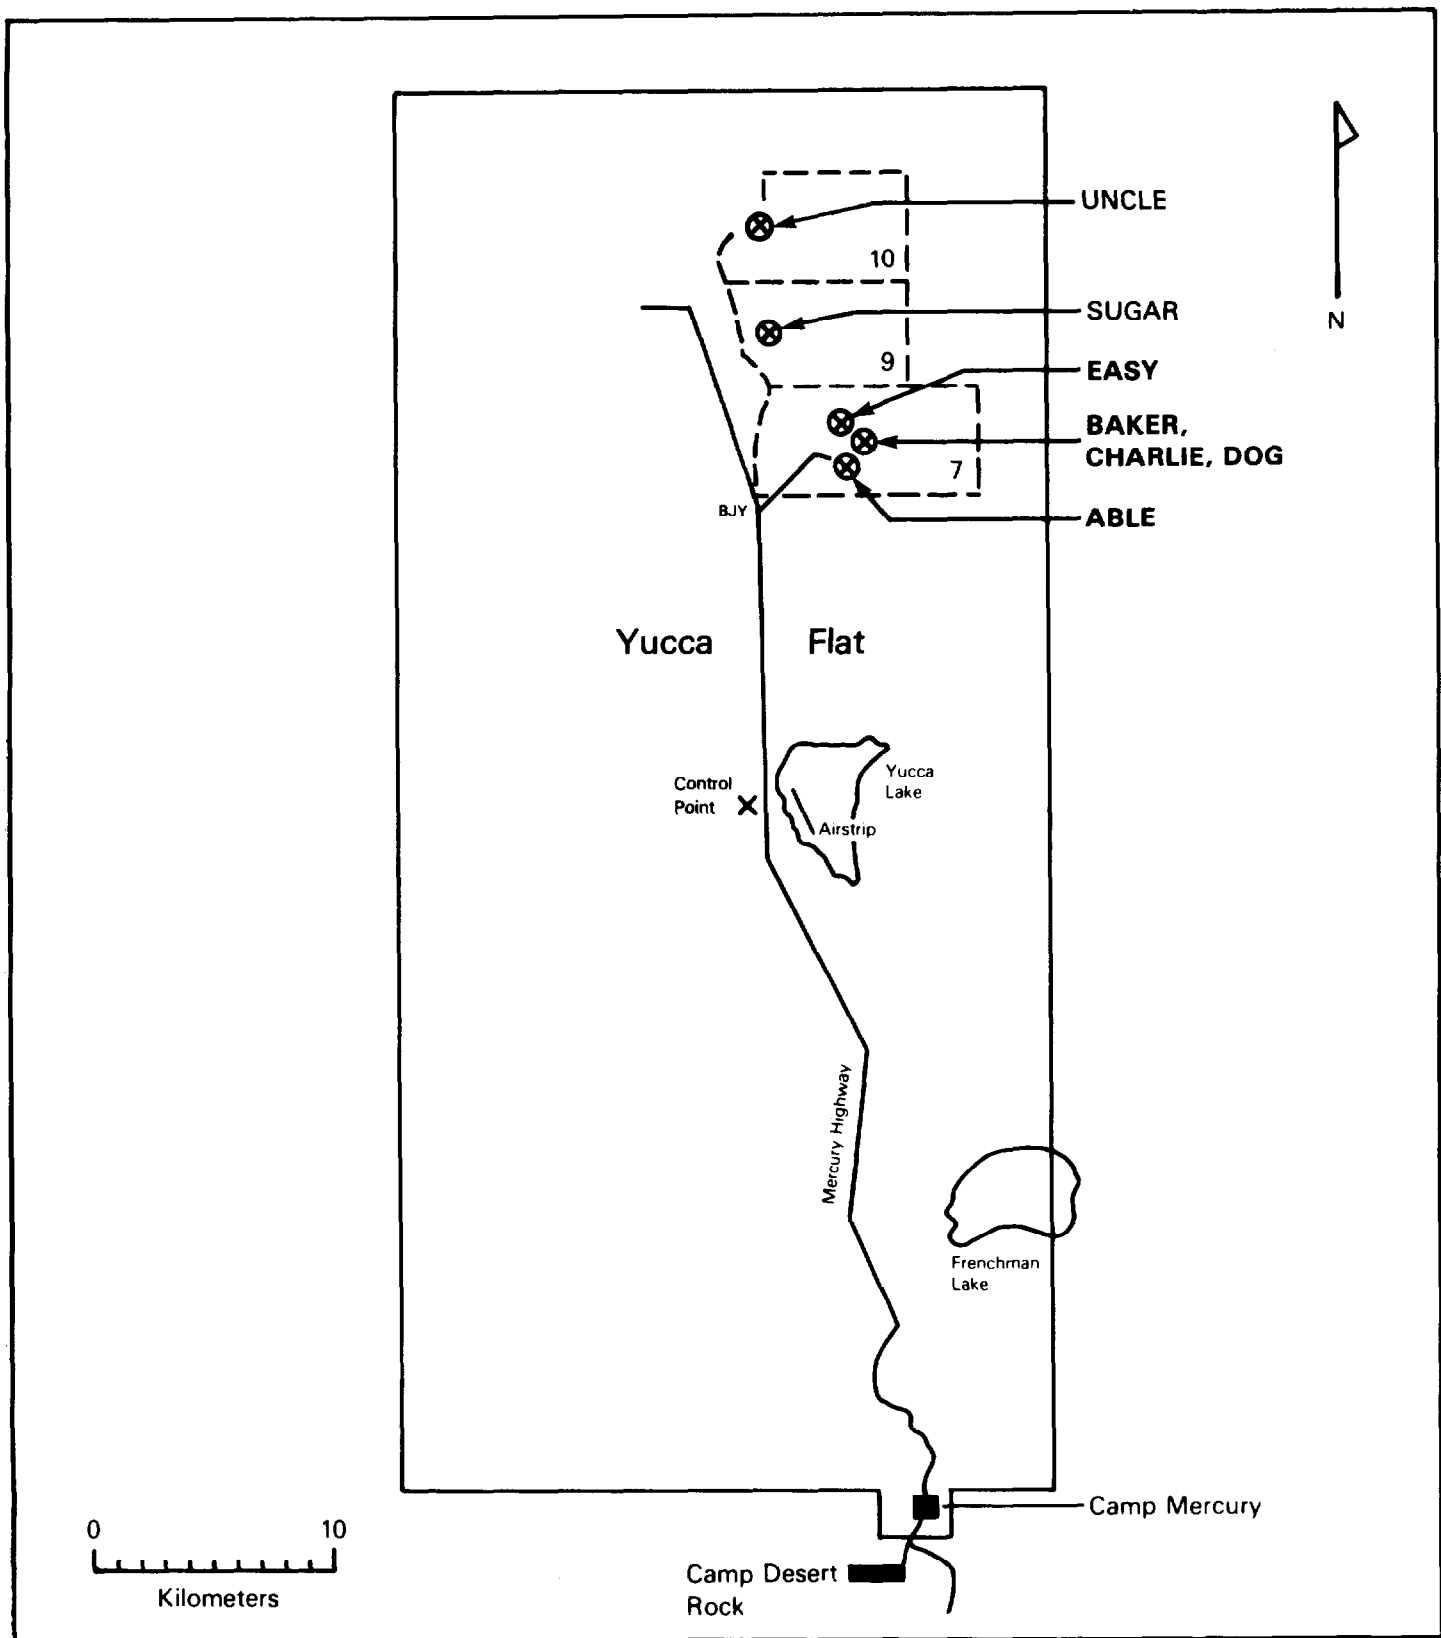 UNCLE
10
N
SUGAR
9
EASY
BAKER,
CHARLIE, DOG
7
BJY
ABLE
Yucca Flat
Yucca
Lake
Control
Point
Airstrip
Mercury Highway
Frenchman
Lake
Camp Mercury
0 10
Kilometers
Camp Desert
Rock